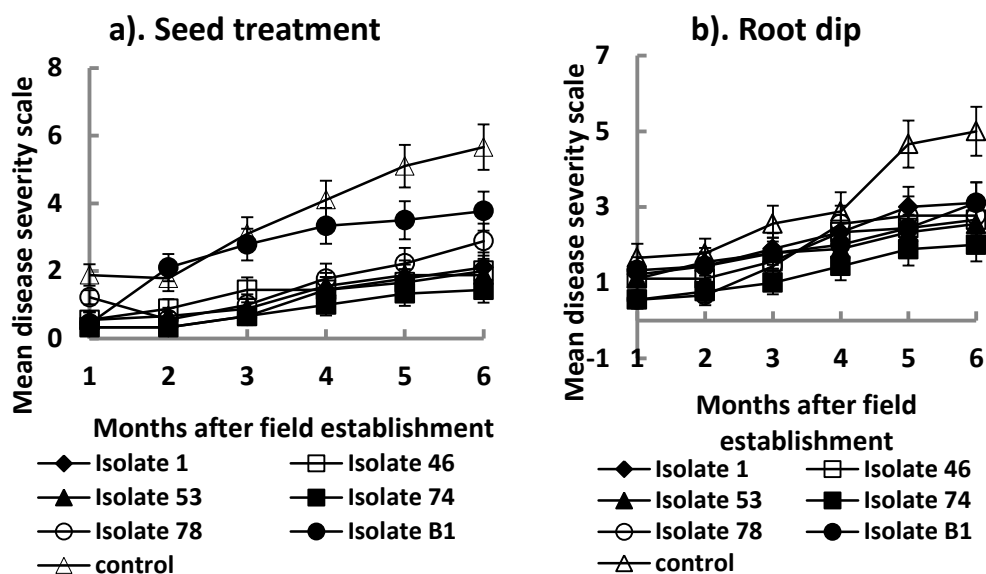 a). Seed treatment
Mean disease severity scale
8
6
4
2
0
1 2 3 4 5 6
Months after field establishment
Isolate 1
Isolate 46
Isolate 53
Isolate 74
Isolate 78
Isolate B1
control
b). Root dip
Mean disease severity scale
7
5
3
1
-1
1 2 3 4 5 6
Months after field
establishment
Isolate 1
Isolate 46
Isolate 53
Isolate 74
Isolate 78
Isolate B1
control